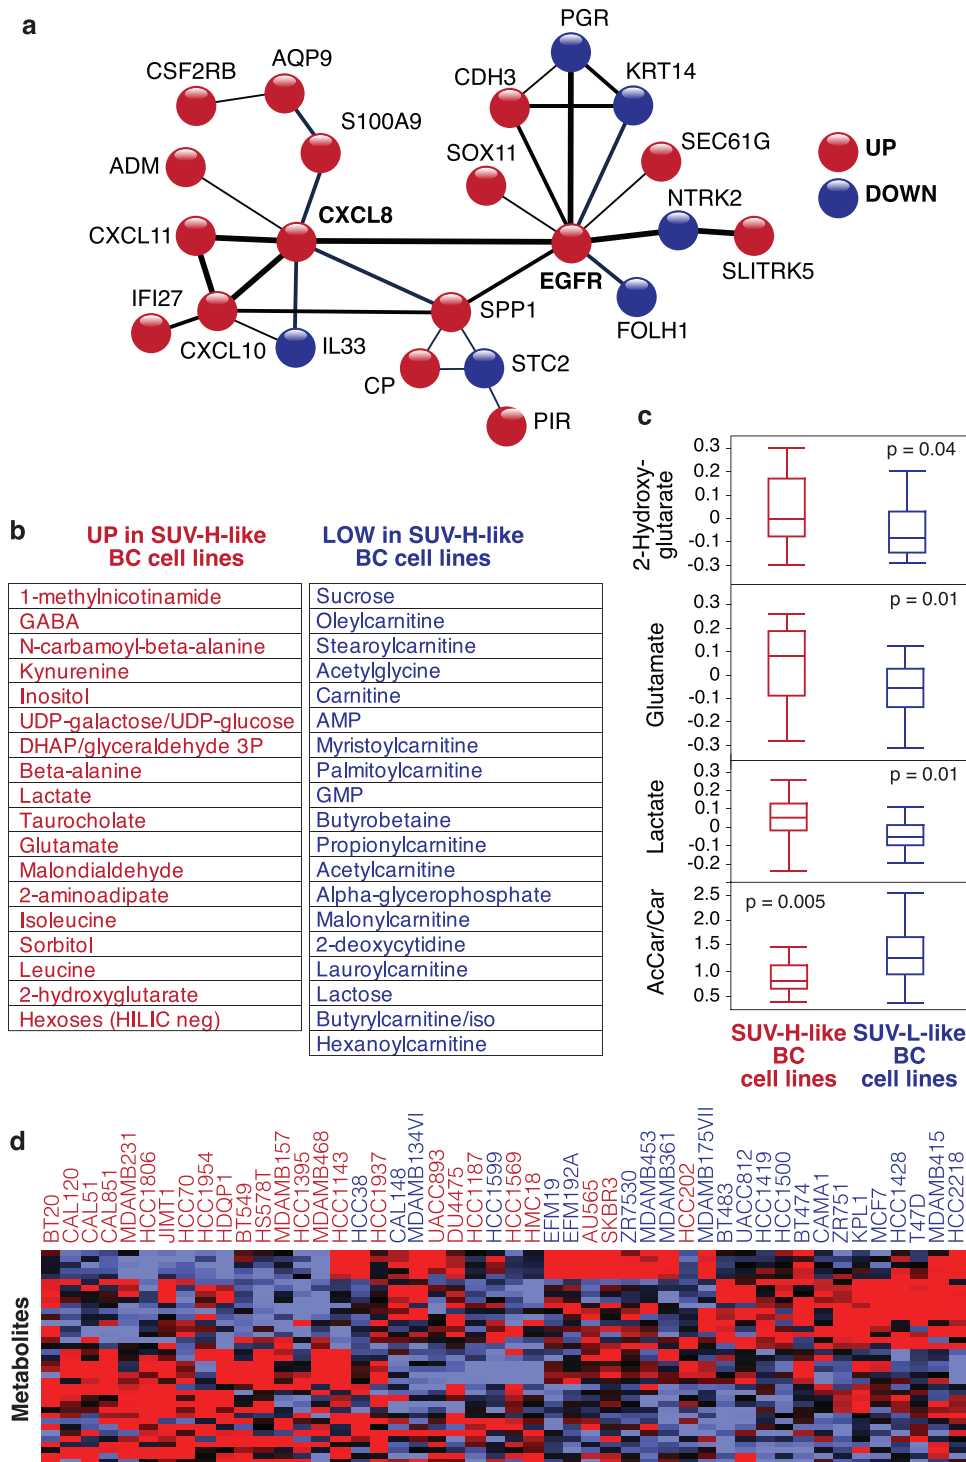 a
PGR
AQP9
CSF2RB
CDH3
KRT14
S100A9
SEC61G
UP
SOX11
ADM
NTRK2
DOWN
CXCL8
CXCL11
EGFR
SLITRK5
IFI27
SPP1
FOLH1
CXCL10
IL33
STC2
CP
PIR
b
UP in SUV-H-like
BC cell lines
LOW in SUV-H-like
BC cell lines
1-methylnicotinamide
GABA
N-carbamoyl-beta-alanine
Kynurenine
Inositol
UDP-galactose/UDP-glucose
DHAP/glyceraldehyde 3P
Beta-alanine
Lactate
Taurocholate
Glutamate
Malondialdehyde
2-aminoadipate
Isoleucine
Sorbitol
Leucine
2-hydroxyglutarate
Hexoses (HILIC neg)
Sucrose
Oleylcarnitine
Stearoylcarnitine
Acetylglycine
Carnitine
AMP
Myristoylcarnitine
Palmitoylcarnitine
GMP
Butyrobetaine
Propionylcarnitine
Acetylcarnitine
Alpha-glycerophosphate
Malonylcarnitine
2-deoxycytidine
Lauroylcarnitine
Lactose
Butyrylcarnitine/iso
Hexanoylcarnitine
c
2-Hydroxy-
glutarate
0.3
0.2
0.1
0
-0.1
-0.3
p = 0.04
Glutamate
0.3
0.2
0.1
0
-0.1
-0.2
-0.3
p = 0.01
Lactate
0.3
0.2
0.1
0
-0.1
-0.2
p = 0.01
AcCar/Car
2.5
2.0
1.5
1.0
0.5
p = 0.005
SUV-H-like
BC
cell lines
SUV-L-like
BC
cell lines
d
BT20
CAL120
CAL51
CAL851
MDAMB231
HCC1806
JIMT1
HCC70
HCC1954
HDQP1
BT549
HS578T
MDAMB157
HCC1395
MDAMB468
HCC1143
HCC38
HCC1937
CAL148
MDAMB134VI
UACC893
DU4475
HCC1187
HCC1599
HCC1569
HMC18
EFM19
EFM192A
AU565
SKBR3
ZR7530
MDAMB453
MDAMB361
HCC202
MDAMB175VII
BT483
UACC812
HCC1419
HCC1500
BT474
CAMA1
ZR751
KPL1
MCF7
HCC1428
T47D
MDAMB415
HCC2218
Metabolites